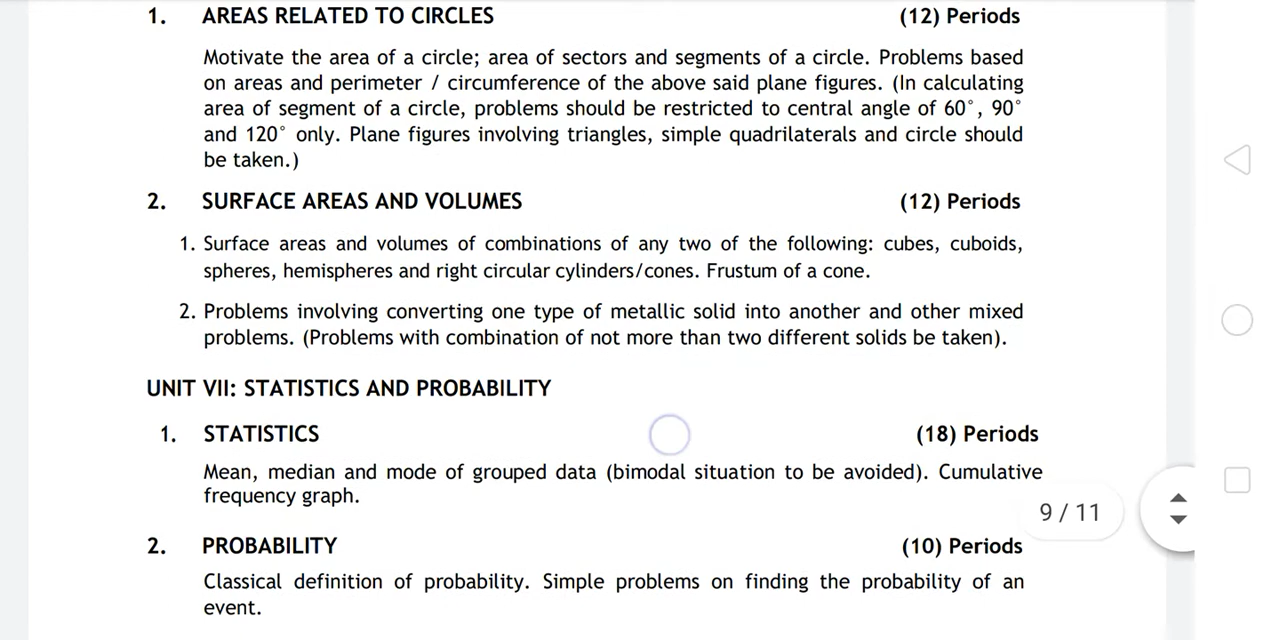 1. AREAS RELATED TO CIRCLES (12) Periods
Motivate the area of a circle; area of sectors and segments of a circle. Problems based
on areas and perimeter / circumference of the above said plane figures. (In calculating
area of segment of a circle, problems should be restricted to central angle of 60°, 90°
and 120° only. Plane figures involving triangles, simple quadrilaterals and circle should
be taken.)
2. SURFACE AREAS AND VOLUMES (12) Periods
1. Surface areas and volumes of combinations of any two of the following: cubes, cuboids,
spheres, hemispheres and right circular cylinders/cones. Frustum of a cone.
2. Problems involving converting one type of metallic solid into another and other mixed
problems. (Problems with combination of not more than two different solids be taken).
UNIT VII: STATISTICS AND PROBABILITY
1. STATISTICS (18) Periods
Mean, median and mode of grouped data (bimodal situation to be avoided). Cumulative
frequency graph.
9 / 11
2. PROBABILITY (10) Periods
Classical definition of probability. Simple problems on finding the probability of an
event.